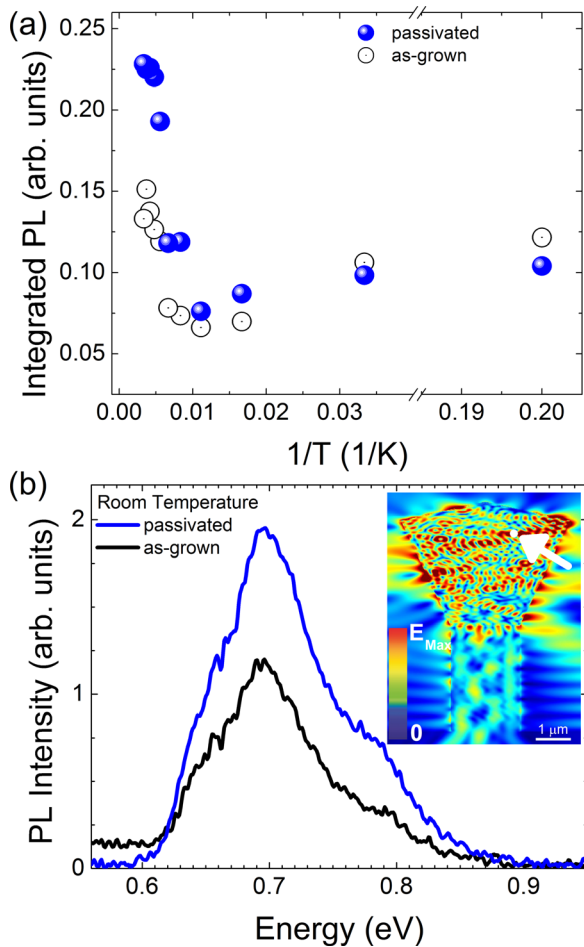 (a)
0.25
0.20
0.15
0.10
0.05
Integrated PL (arb. units)
passivated
as-grown
0.00 0.01 0.02 0.03 0.19 0.20
1/T (1/K)
(b)
Room Temperature
passivated
as-grown
2
1
0
PL Intensity (arb. units)
E Max
0
1 μm
0.6 0.7 0.8 0.9
Energy (eV)